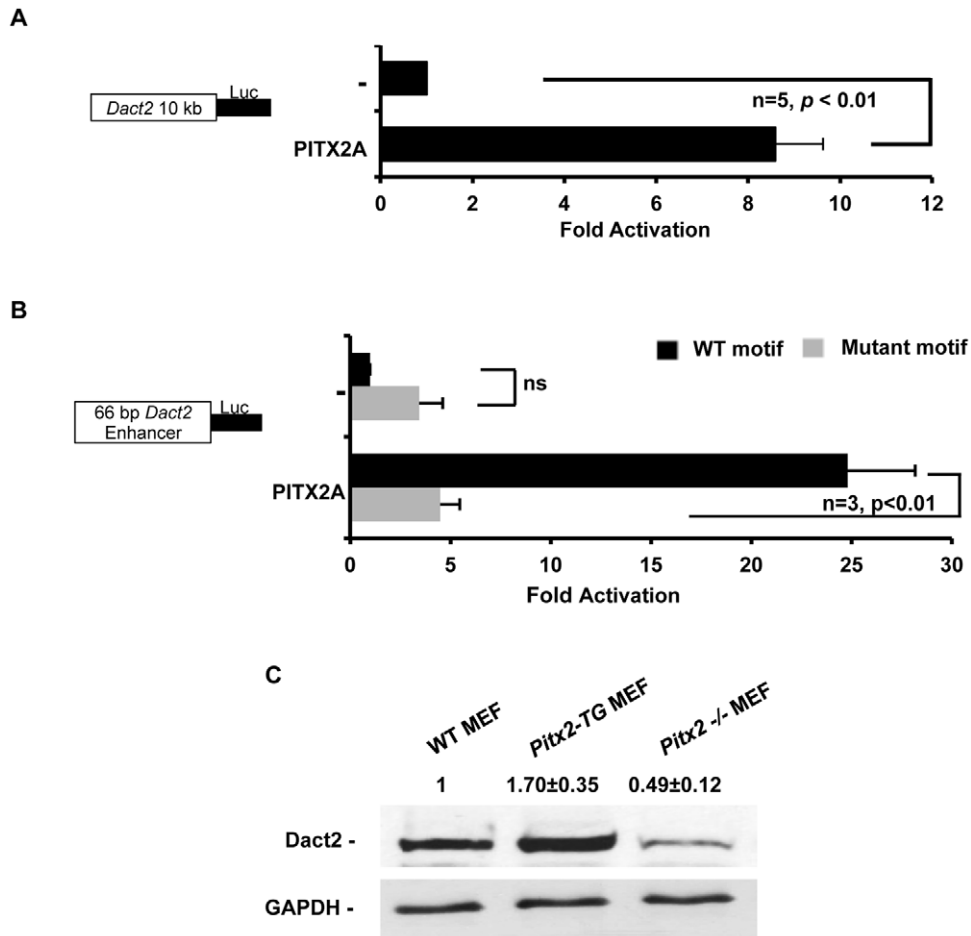 A
Luc
Dact2 10 kb
-
PITX2A
n=5, p < 0.01
0 2 4 6 8 10 12
Fold Activation
B
WT motif Mutant motif
Luc
66 bp Dact2
Enhancer
-
ns
PITX2A
n=3, p<0.01
0 5 10 15 20 25 30
Fold Activation
C
WT MEF Pitx2-TG MEF Pitx2 -/- MEF
1 1.70±0.35 0.49±0.12
Dact2 -
GAPDH -